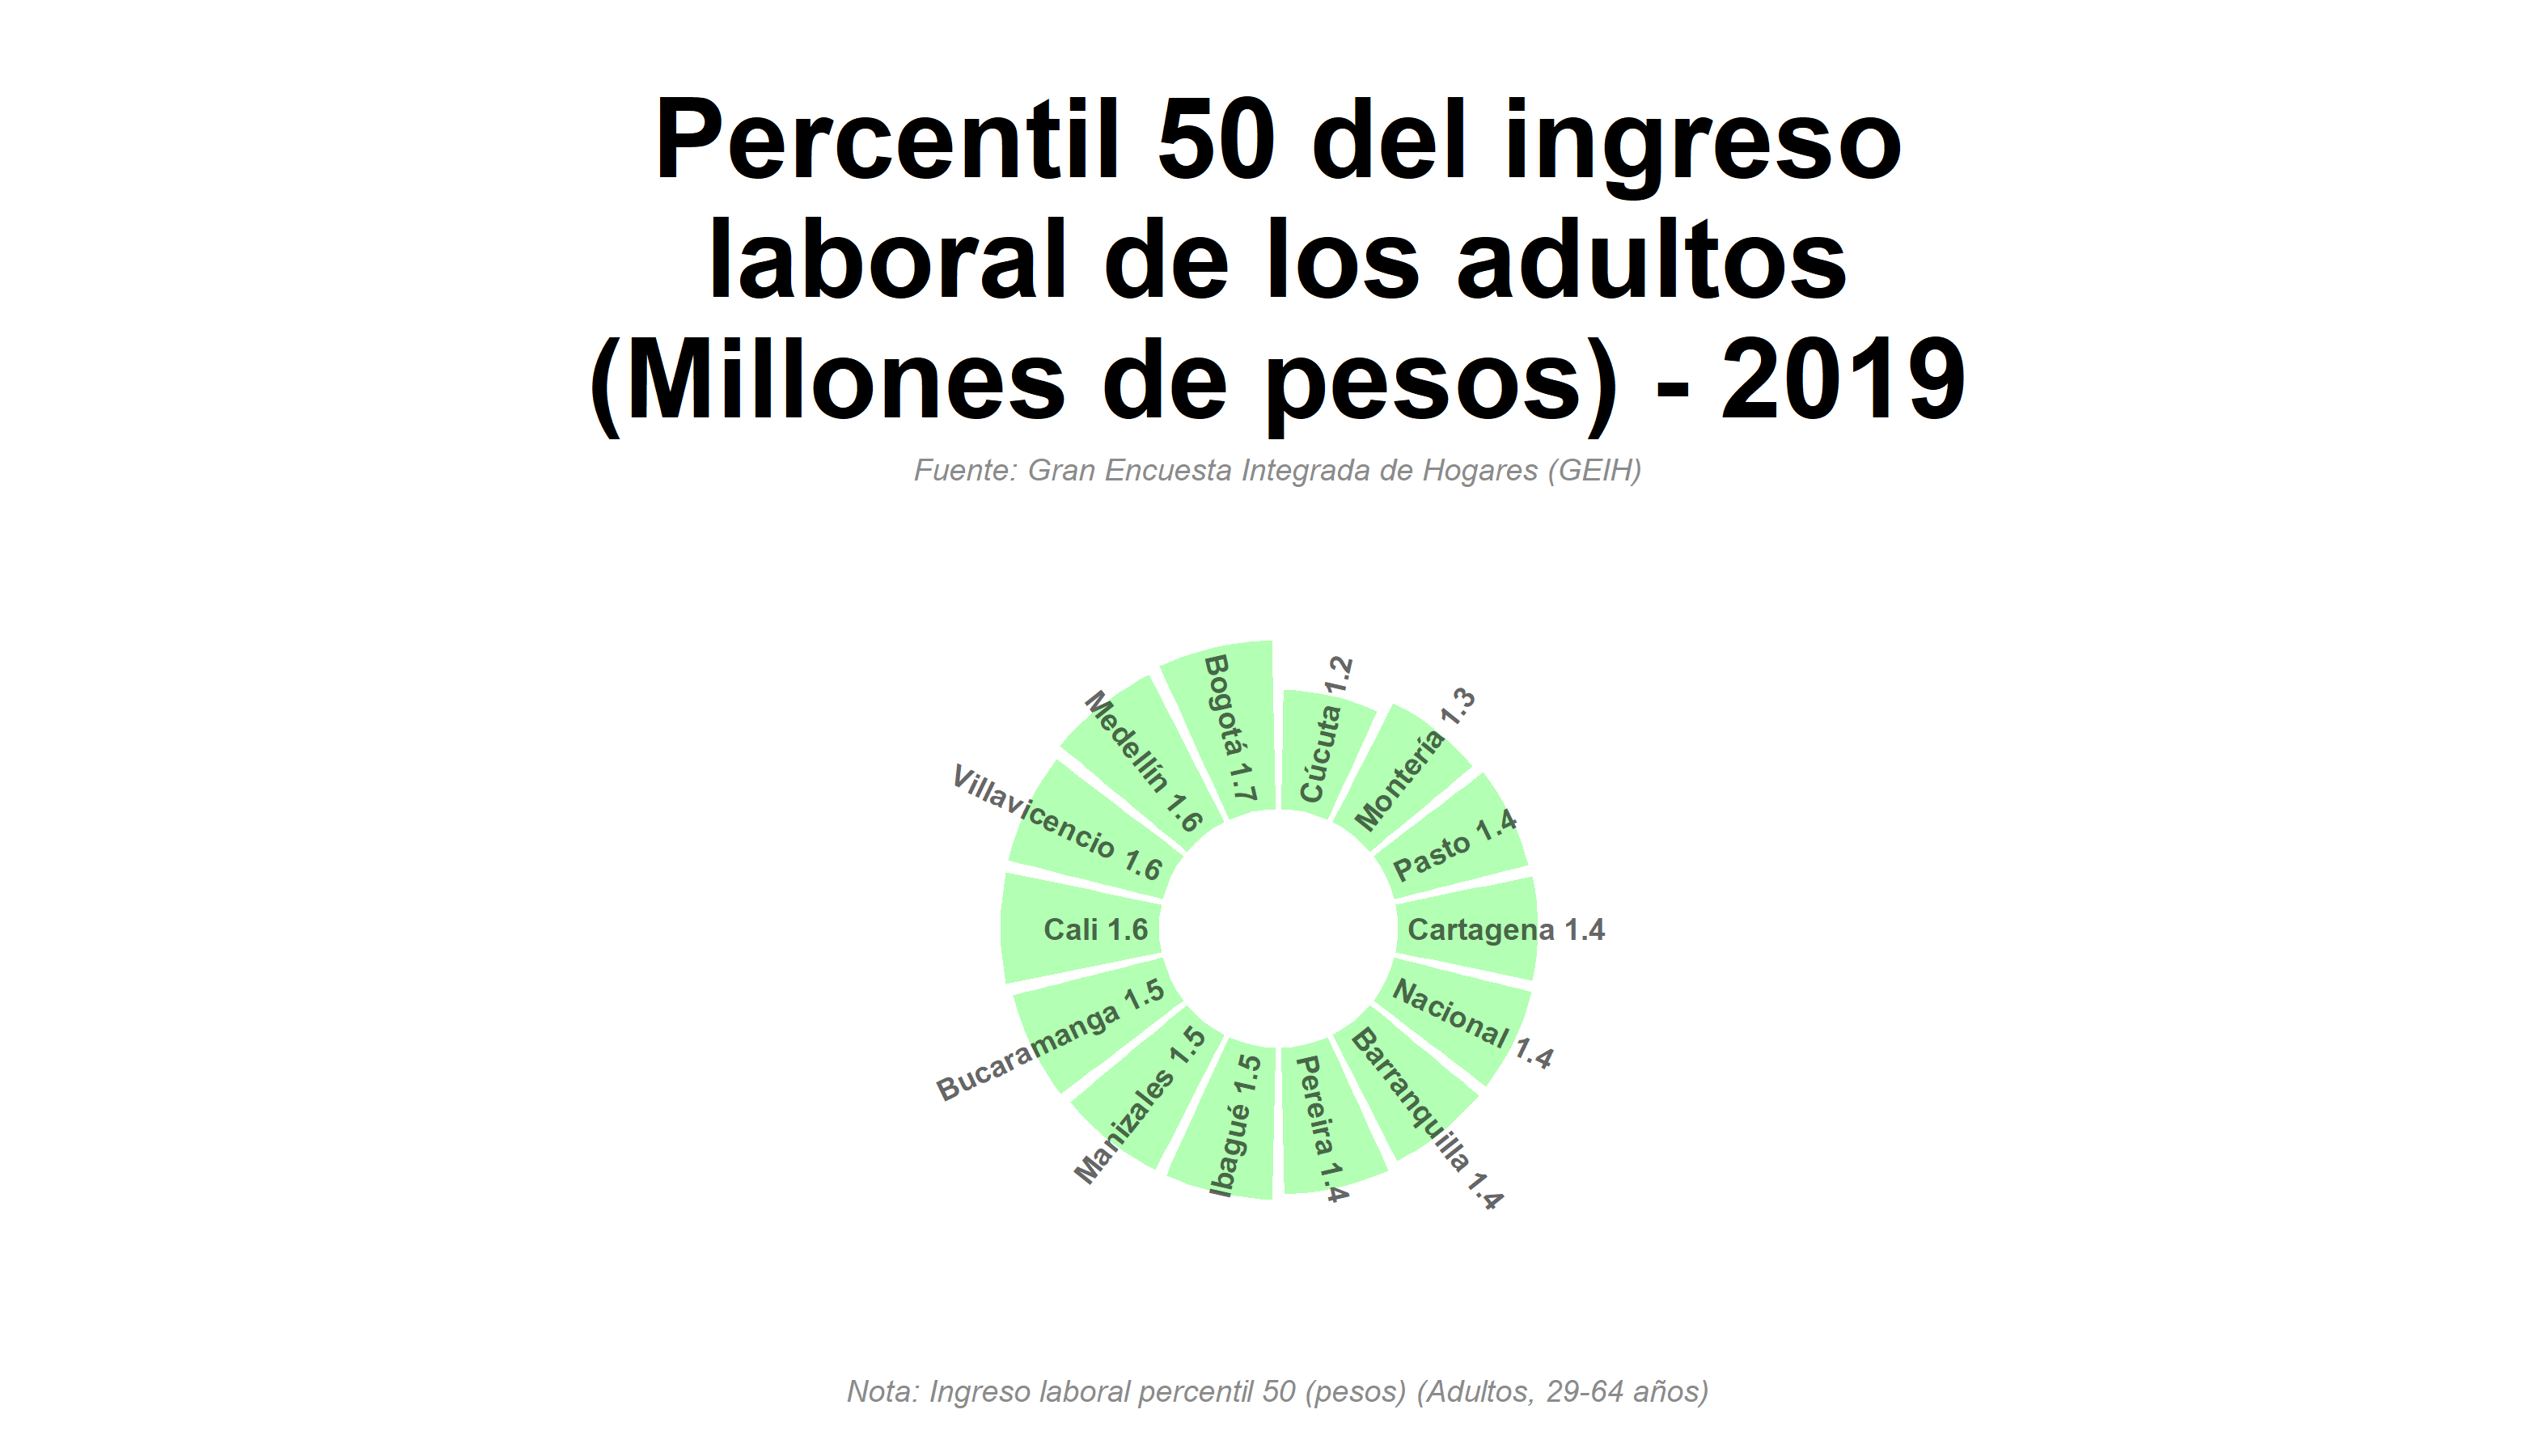 Percentil 50 del ingreso
laboral de los adultos
(Millones de pesos) - 2019
Fuente: Gran Encuesta Integrada de Hogares (GEIH)
Cúcuta 1.2
Montería 1.3
Pasto 1.4
Cartagena 1.4
Nacional 1.4
Barranquilla 1.4
Pereira 1.4
Ibagué 1.5
Manizales 1.5
Bucaramanga 1.5
Cali 1.6
Villavicencio 1.6
Medellín 1.6
Bogotá 1.7
Nota: Ingreso laboral percentil 50 (pesos) (Adultos, 29-64 años)